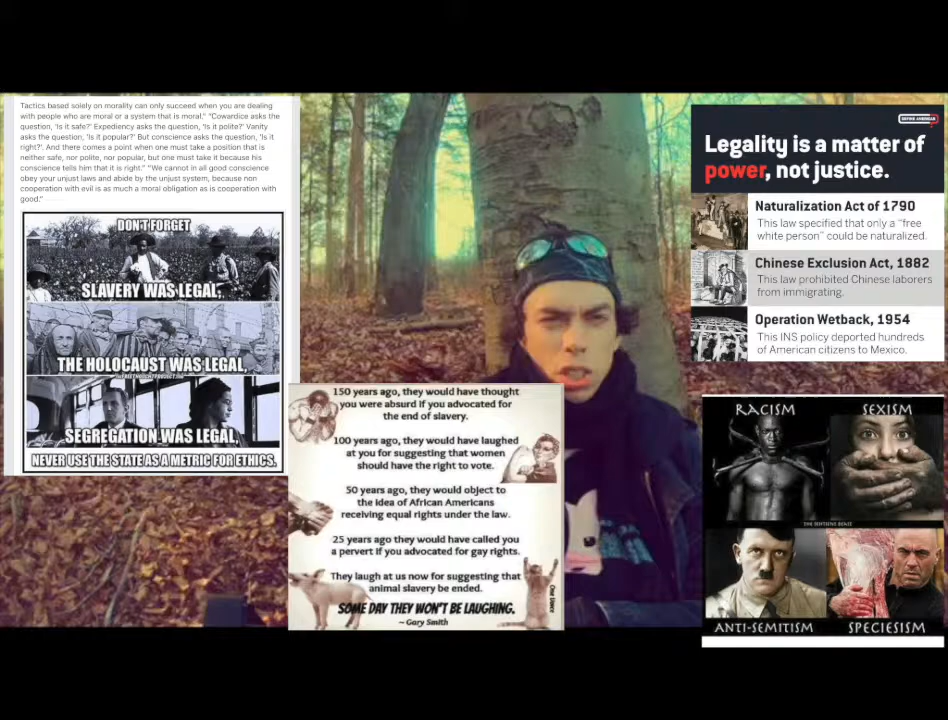 Tactics based solely on morality can only succeed when you are dealing
with people who are moral or a system that is moral." "Cowardice asks the
question, 'Is it safe?' Expediency asks the question, 'Is it polite?' Vanity
asks the question, 'Is it popular?' But conscience asks the question, 'Is it
right?'. And there comes a point when one must take a position that is
neither safe, nor polite, nor popular, but one must take it because his
conscience tells him that it is right." "We cannot in all good conscience
obey your unjust laws and abide by the unjust system, because non
cooperation with evil is as much a moral obligation as is cooperation with
good."
DON'T FORGET
SLAVERY WAS LEGAL,
THE HOLOCAUST WAS LEGAL,
THEFREETHOUGHTPROJECT.COM
SEGREGATION WAS LEGAL,
NEVER USE THE STATE AS A METRIC FOR ETHICS.
150 years ago, they would have thought
you were absurd if you advocated for
the end of slavery.
100 years ago, they would have laughed
at you for suggesting that women
should have the right to vote.
50 years ago, they would object to
the idea of African Americans
receiving equal rights under the law.
25 years ago they would have called you
a pervert if you advocated for gay rights.
They laugh at us now for suggesting that
animal slavery be ended.
SOME DAY THEY WON'T BE LAUGHING.
~ Gary Smith
DEFINE AMERICAN
Legality is a matter of
power, not justice.
Naturalization Act of 1790
This law specified that only a "free
white person" could be naturalized.
Chinese Exclusion Act, 1882
This law prohibited Chinese laborers
from immigrating.
Operation Wetback, 1954
This INS policy deported hundreds
of American citizens to Mexico.
RACISM SEXISM
ANTI-SEMITISM SPECIESISM